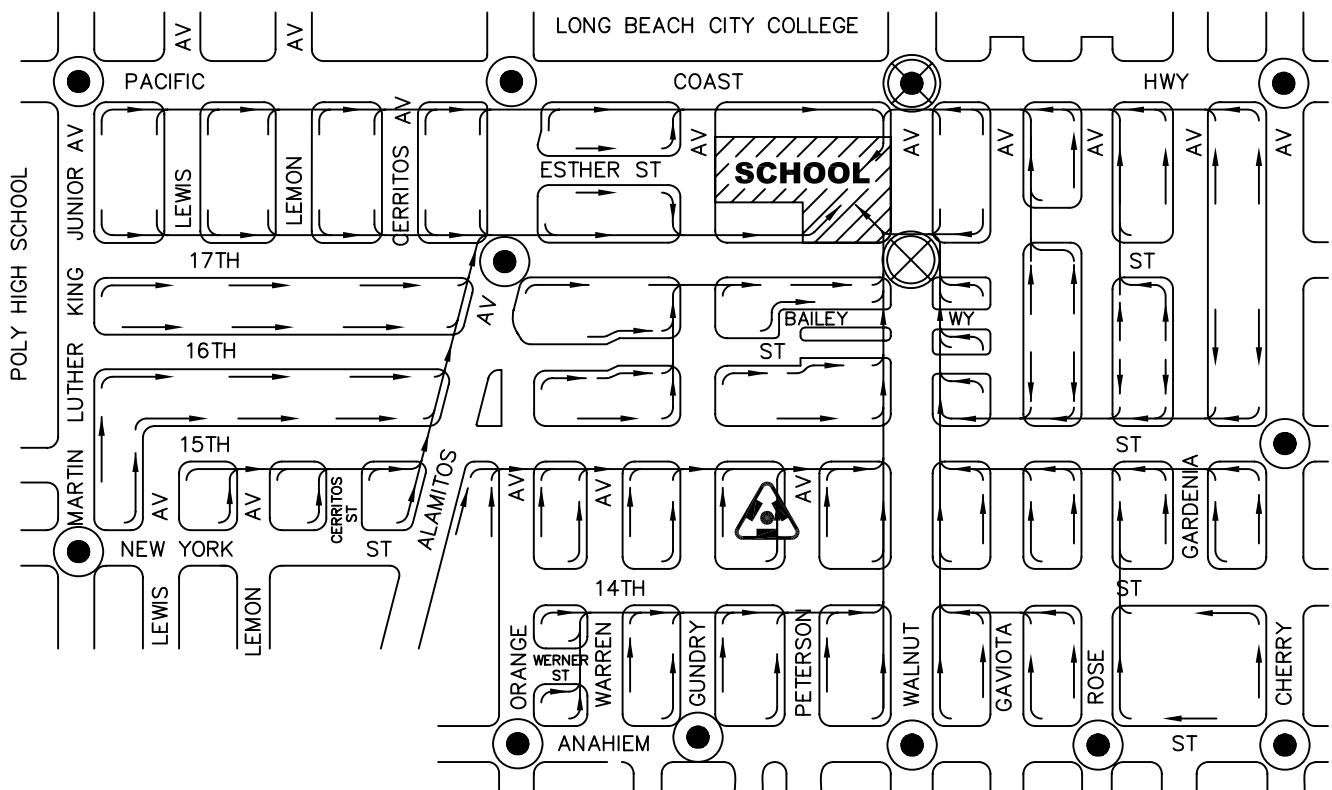 LONG BEACH CITY COLLEGE
AV
AV
AV
AV
PACIFIC
COAST
HWY
AV
AV
AV
AV
AV
AV
AV
POLY HIGH SCHOOL
MARTIN LUTHER KING JUNIOR AV
LEWIS
LEMON
CERRITOS AV
ESTHER ST
SCHOOL
17TH
ST
AV
BAILEY
WY
16TH
ST
15TH
ST
ALAMITOS
AV
AV
CERRITOS
ST
AV
AV
AV
GARDENIA
NEW YORK
ST
14TH
ST
LEWIS
LEMON
ORANGE
WERNER
ST
WARREN
GUNDRY
PETERSON
WALNUT
GAVIOTA
ROSE
CHERRY
ANAHIEM
ST